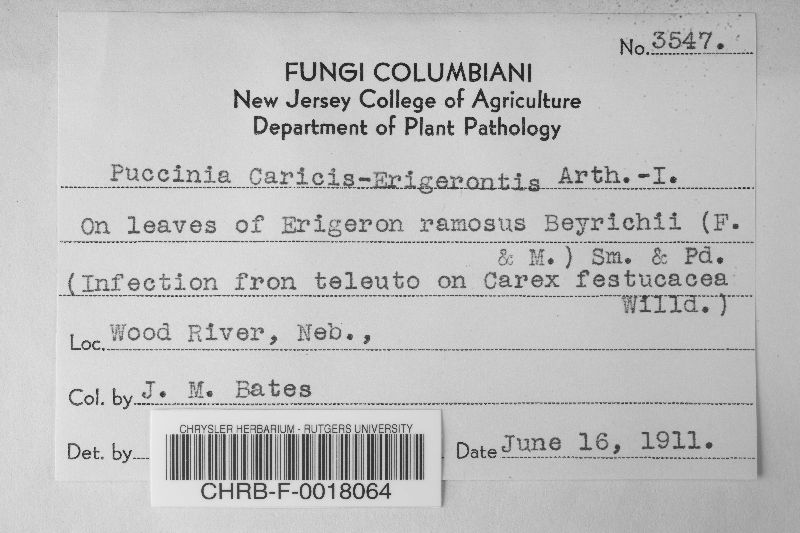 No. 3547.
FUNGI COLUMBIANI
New Jersey College of Agriculture
Department of Plant Pathology
Puccinia Caricis-Erigerontis Arth.-I.
On leaves of Erigeron ramosus Beyrichii (F.
& M.) Sm. & Pd.
(Infection fron teleuto on Carex festucacea
Willd.)
Loc. Wood River, Neb.,
Col. by J. M. Bates
Det. by Date June 16, 1911.
CHRYSLER HERBARIUM - RUTGERS UNIVERSITY
CHRB-F-0018064